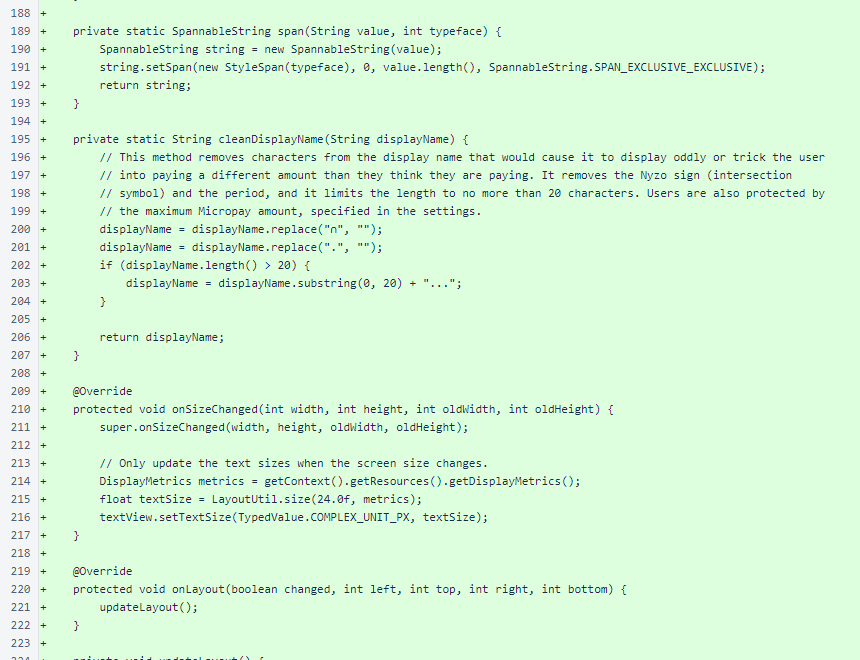 188 +
189 + private static SpannableString span(String value, int typeface) {
190 + SpannableString string = new SpannableString(value);
191 + string.setSpan(new StyleSpan(typeface), 0, value.length(), SpannableString.SPAN_EXCLUSIVE_EXCLUSIVE);
192 + return string;
193 + }
194 +
195 + private static String cleanDisplayName(String displayName) {
196 + // This method removes characters from the display name that would cause it to display oddly or trick the user
197 + // into paying a different amount than they think they are paying. It removes the Nyzo sign (intersection
198 + // symbol) and the period, and it limits the length to no more than 20 characters. Users are also protected by
199 + // the maximum Micropay amount, specified in the settings.
200 + displayName = displayName.replace("∩", "");
201 + displayName = displayName.replace(".", "");
202 + if (displayName.length() > 20) {
203 + displayName = displayName.substring(0, 20) + "...";
204 + }
205 +
206 + return displayName;
207 + }
208 +
209 + @Override
210 + protected void onSizeChanged(int width, int height, int oldWidth, int oldHeight) {
211 + super.onSizeChanged(width, height, oldWidth, oldHeight);
212 +
213 + // Only update the text sizes when the screen size changes.
214 + DisplayMetrics metrics = getContext().getResources().getDisplayMetrics();
215 + float textSize = LayoutUtil.size(24.0f, metrics);
216 + textView.setTextSize(TypedValue.COMPLEX_UNIT_PX, textSize);
217 + }
218 +
219 + @Override
220 + protected void onLayout(boolean changed, int left, int top, int right, int bottom) {
221 + updateLayout();
222 + }
223 +
224 + private void updateLayout() {